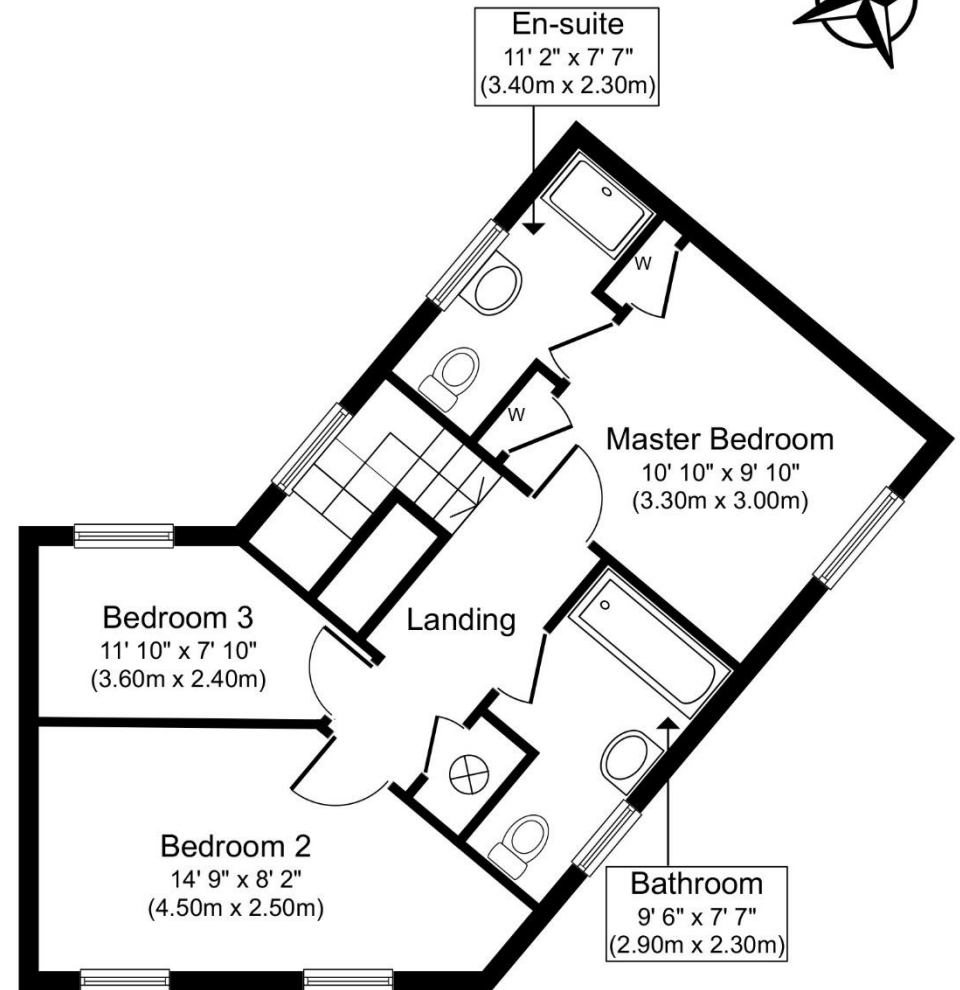 En-suite
11' 2" x 7' 7"
(3.40m x 2.30m)
W
W
Master Bedroom
10' 10" x 9' 10"
(3.30m x 3.00m)
Bedroom 3
11' 10" x 7' 10"
(3.60m x 2.40m)
Landing
Bedroom 2
14' 9" x 8' 2"
(4.50m x 2.50m)
Bathroom
9' 6" x 7' 7"
(2.90m x 2.30m)